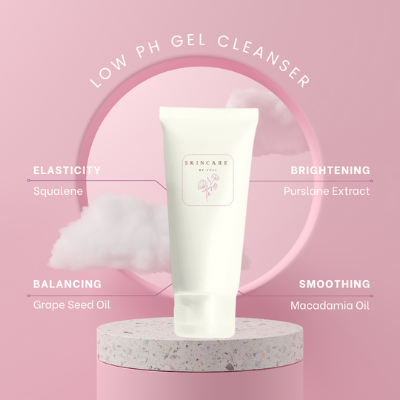 LOW PH GEL CLEANSER
ELASTICITY
Squalene
BRIGHTENING
Purslane Extract
SKINCARE
BALANCING
Grape Seed Oil
SMOOTHING
Macadamia Oil